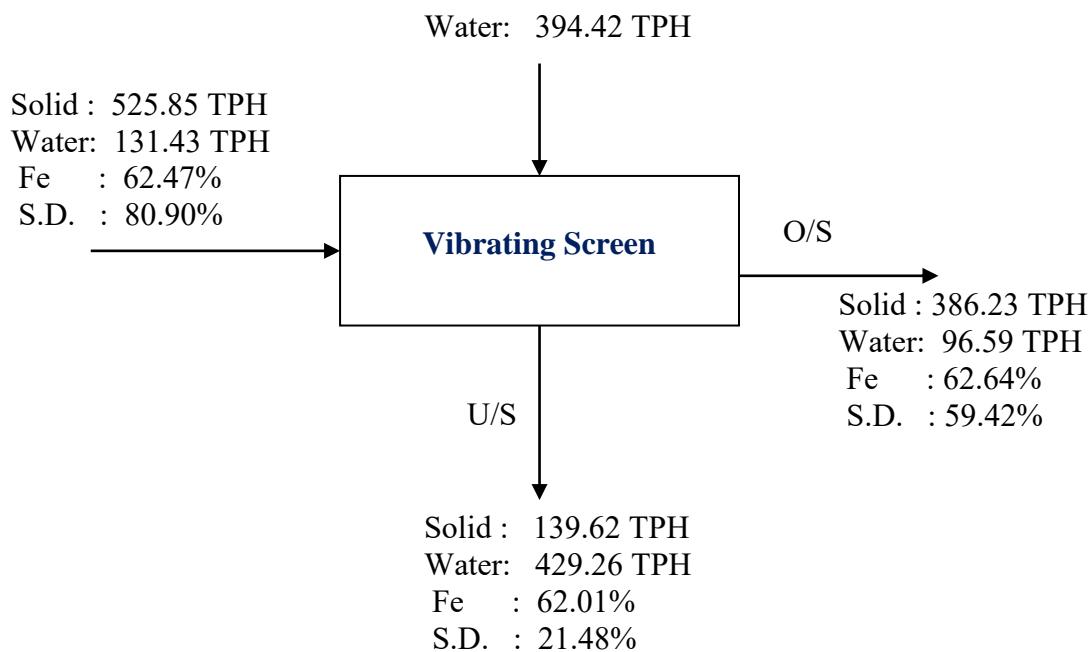 Water: 394.42 TPH
Solid : 525.85 TPH
Water: 131.43 TPH
Fe : 62.47%
S.D. : 80.90%
Vibrating Screen
O/S
Solid : 386.23 TPH
Water: 96.59 TPH
Fe : 62.64%
S.D. : 59.42%
U/S
Solid : 139.62 TPH
Water: 429.26 TPH
Fe : 62.01%
S.D. : 21.48%